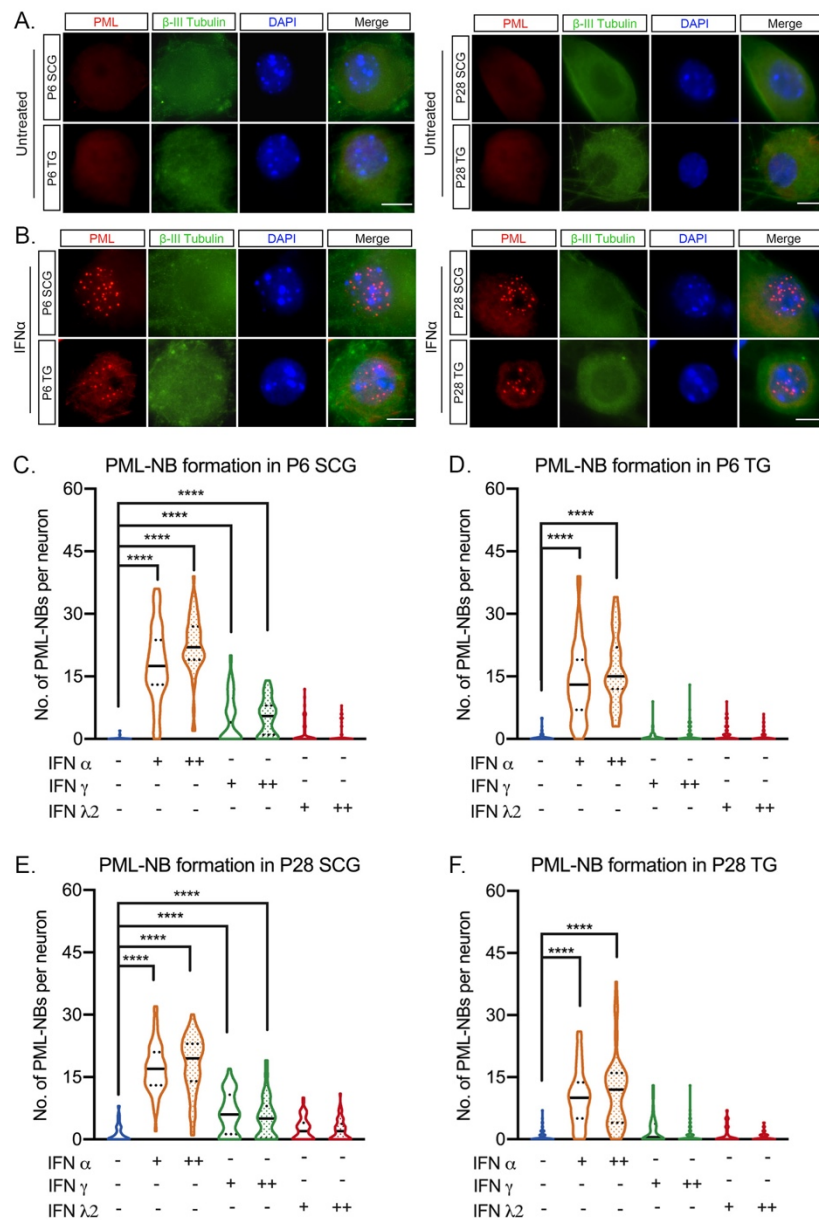 A.
PML β-III Tubulin DAPI Merge
PML β-III Tubulin DAPI Merge
Untreated
P6 SCG
P6 TG
Untreated
P28 SCG
P28 TG
B.
PML β-III Tubulin DAPI Merge
PML β-III Tubulin DAPI Merge
IFNα
P6 SCG
P6 TG
IFNα
P28 SCG
P28 TG
C.
PML-NB formation in P6 SCG
No. of PML-NBs per neuron
60
45
30
15
0
****
****
****
****
IFN α - + ++ - - - -
IFN γ - - - + ++ - -
IFN λ2 - - - - - + ++
D.
PML-NB formation in P6 TG
No. of PML-NBs per neuron
60
45
30
15
0
****
****
IFN α - + ++ - - - -
IFN γ - - - + ++ - -
IFN λ2 - - - - - + ++
E.
PML-NB formation in P28 SCG
No. of PML-NBs per neuron
60
45
30
15
0
****
****
****
****
IFN α - + ++ - - - -
IFN γ - - - + ++ - -
IFN λ2 - - - - - + ++
F.
PML-NB formation in P28 TG
No. of PML-NBs per neuron
60
45
30
15
0
****
****
IFN α - + ++ - - - -
IFN γ - - - + ++ - -
IFN λ2 - - - - - + ++